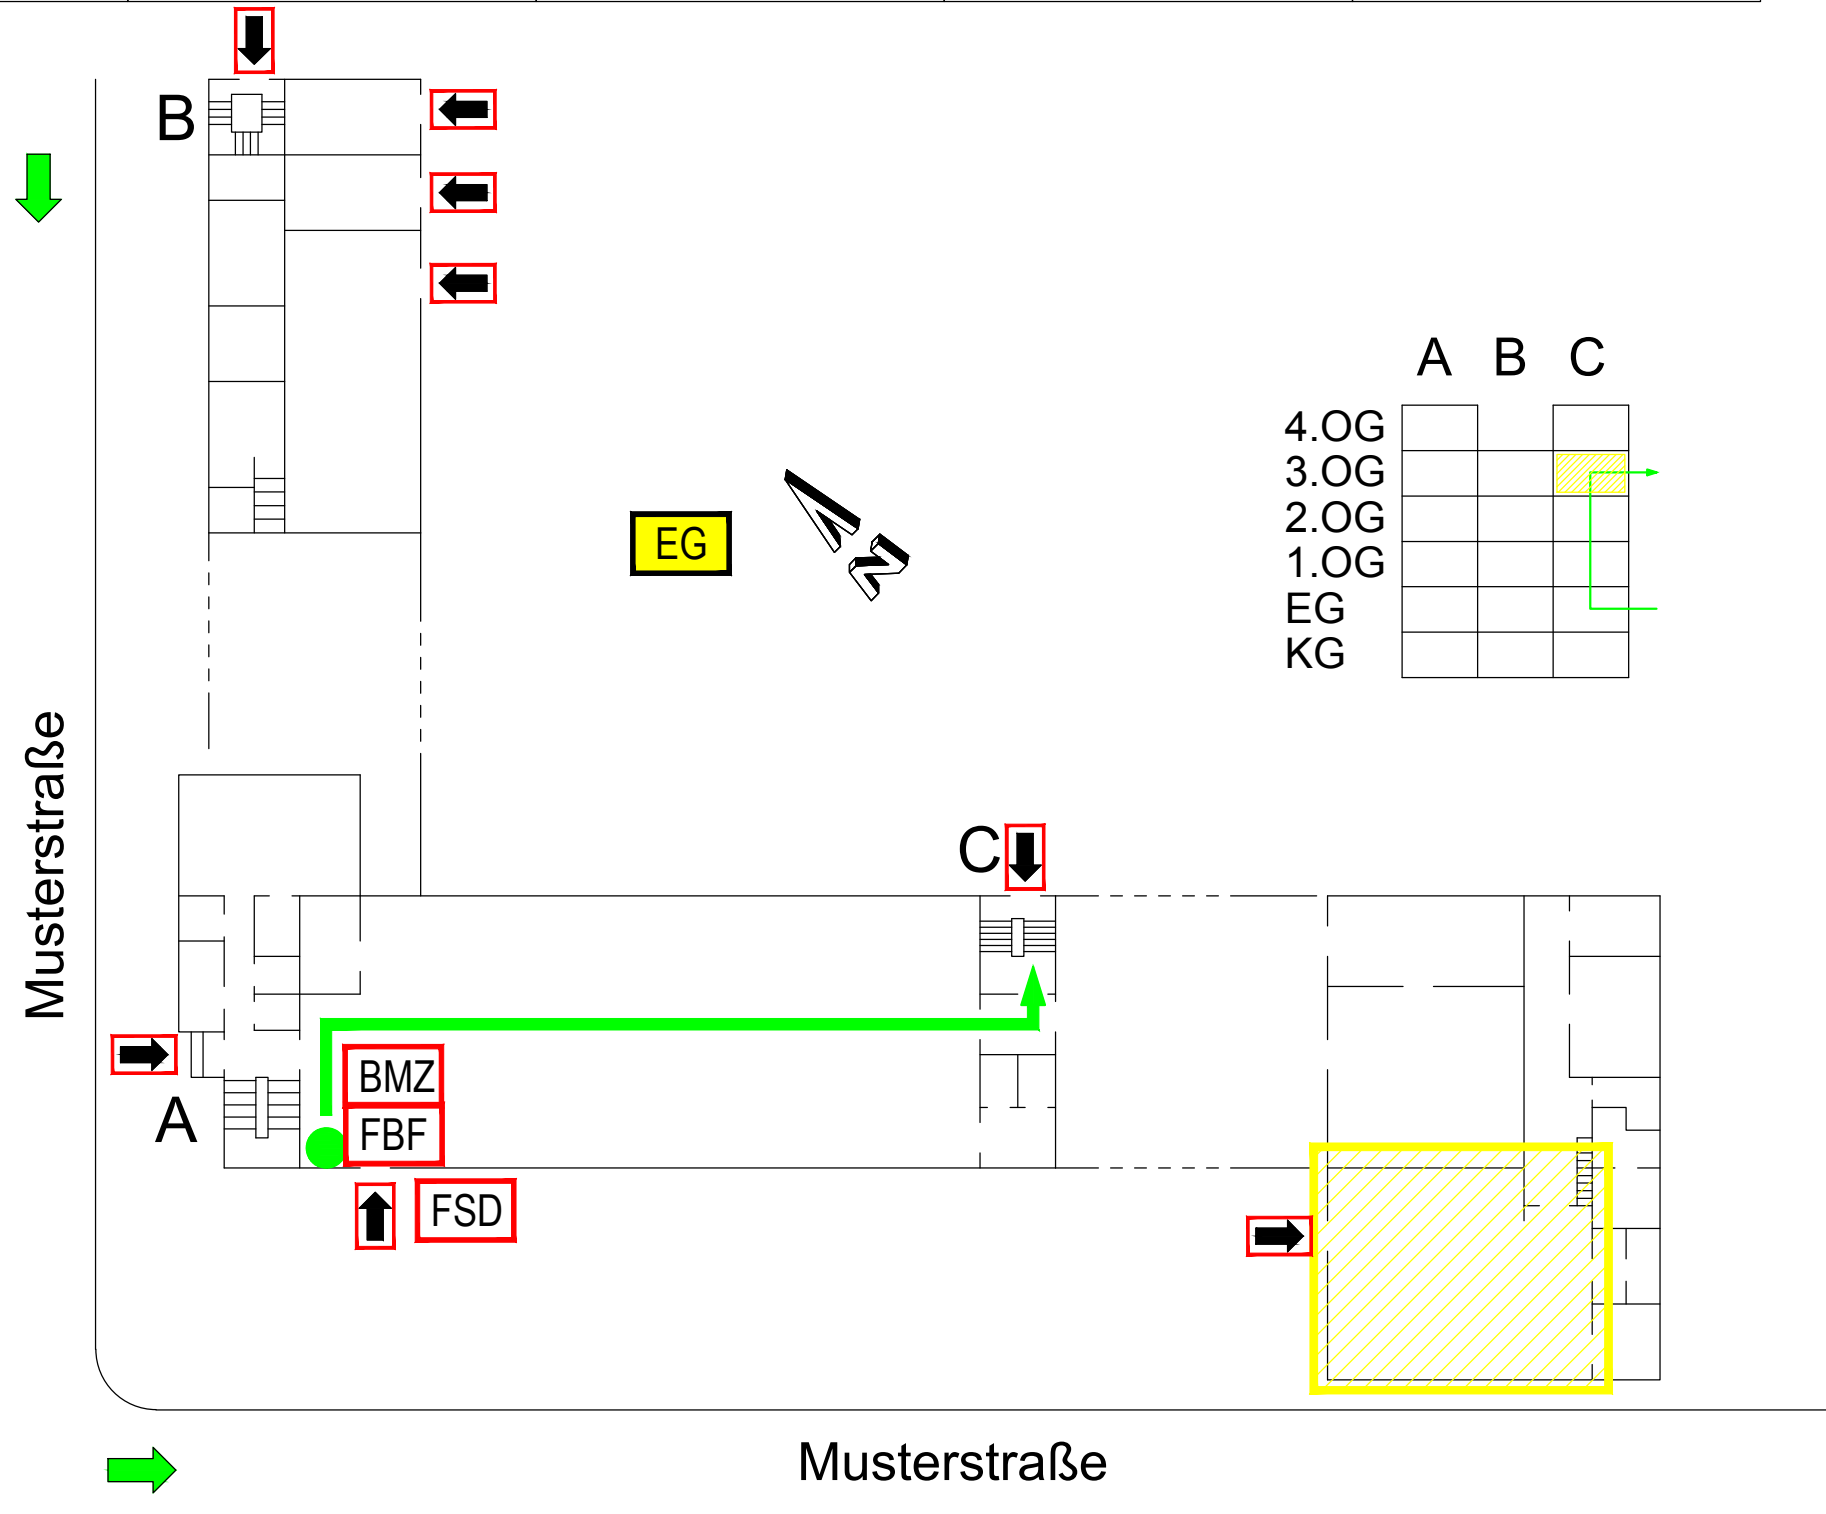 B
A B C
4.OG
3.OG
2.OG
1.OG
EG
KG
EG
N
Musterstraße
C
BMZ
A
FBF
FSD
Musterstraße